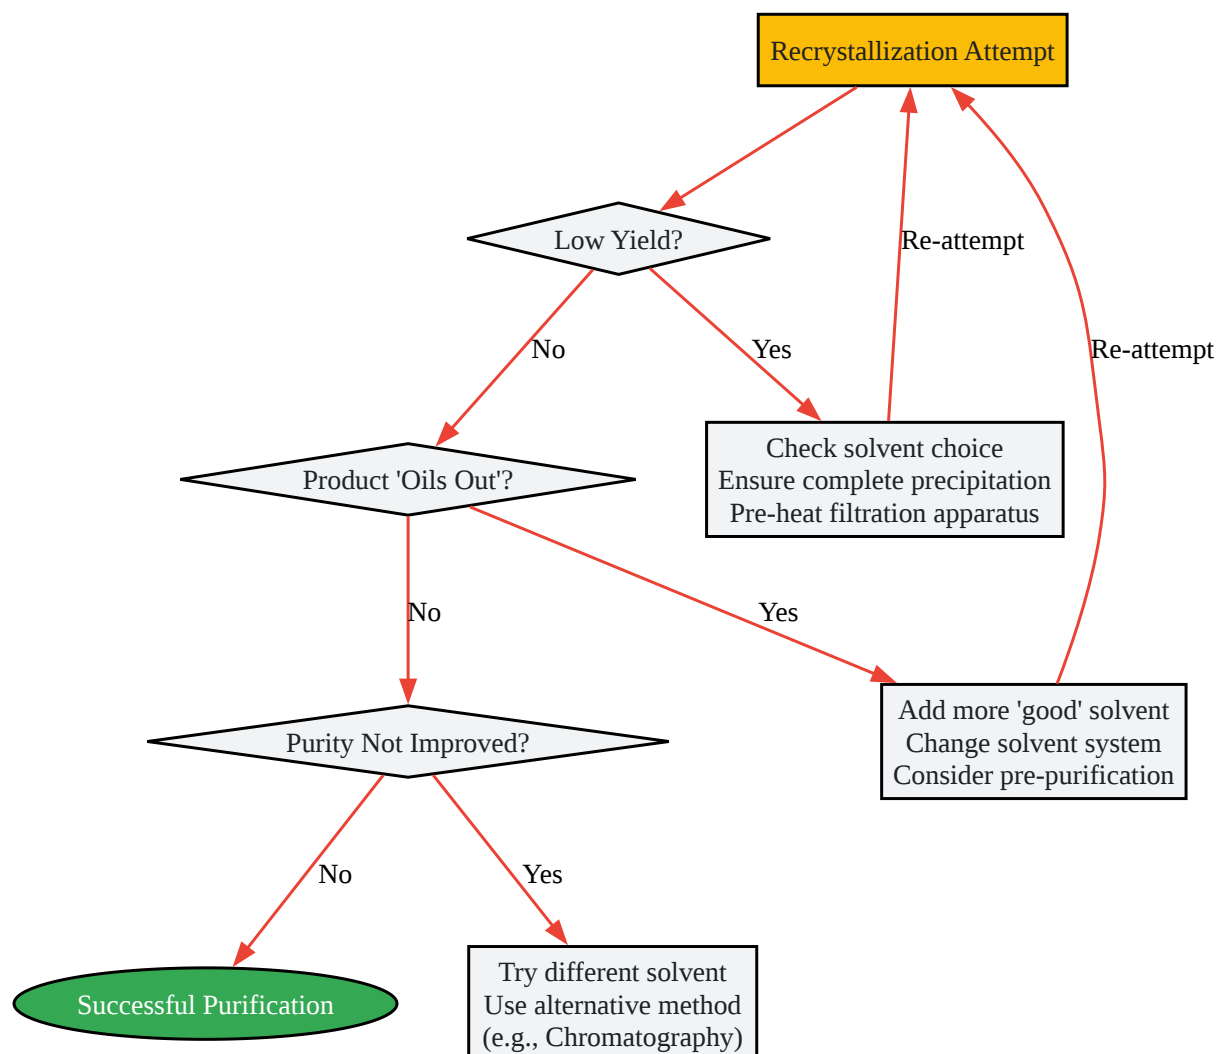 Recrystallization Attempt
Low Yield?
Re-attempt
No
Yes
Re-attempt
Check solvent choice
Ensure complete precipitation
Pre-heat filtration apparatus
Product 'Oils Out'?
No
Yes
Add more 'good' solvent
Change solvent system
Consider pre-purification
Purity Not Improved?
No
Yes
Successful Purification
Try different solvent
Use alternative method
(e.g., Chromatography)